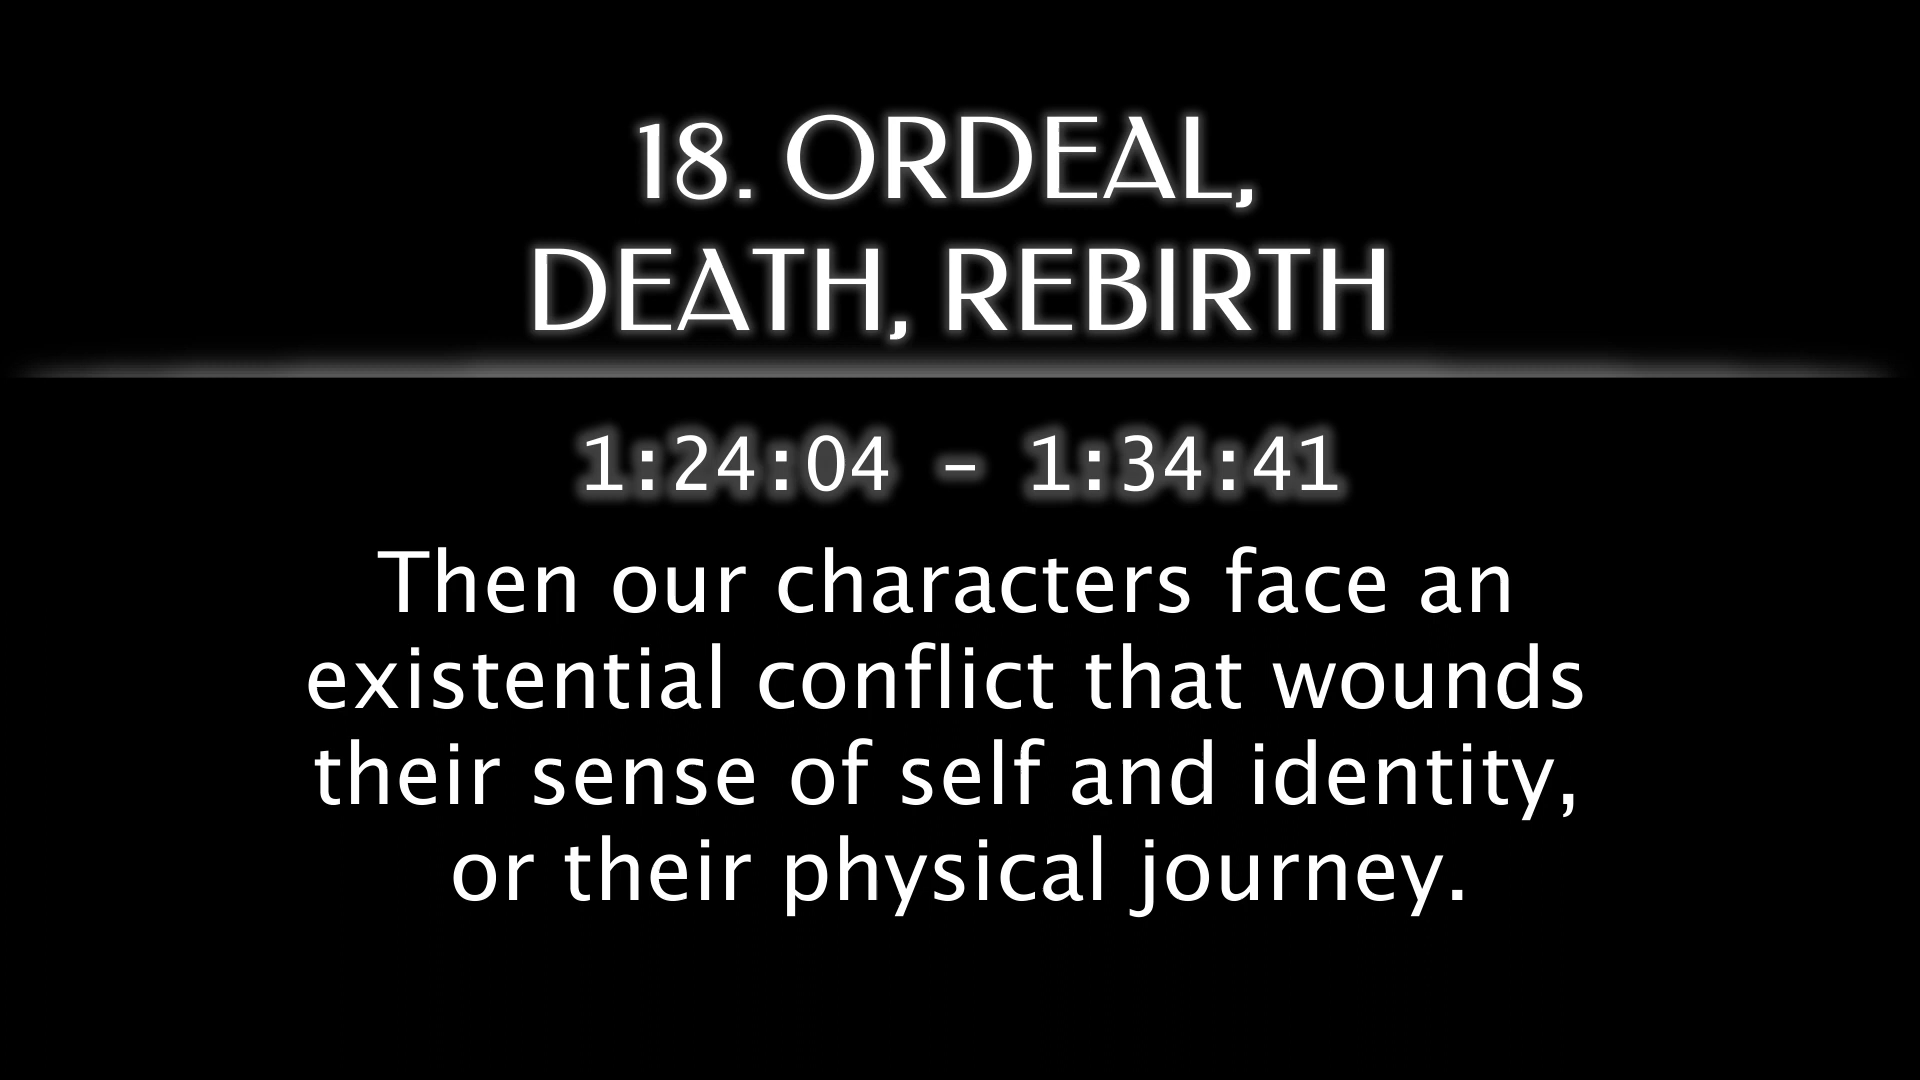 18. ORDEAL,
DEATH, REBIRTH
1:24:04 – 1:34:41
Then our characters face an
existential conflict that wounds
their sense of self and identity,
or their physical journey.